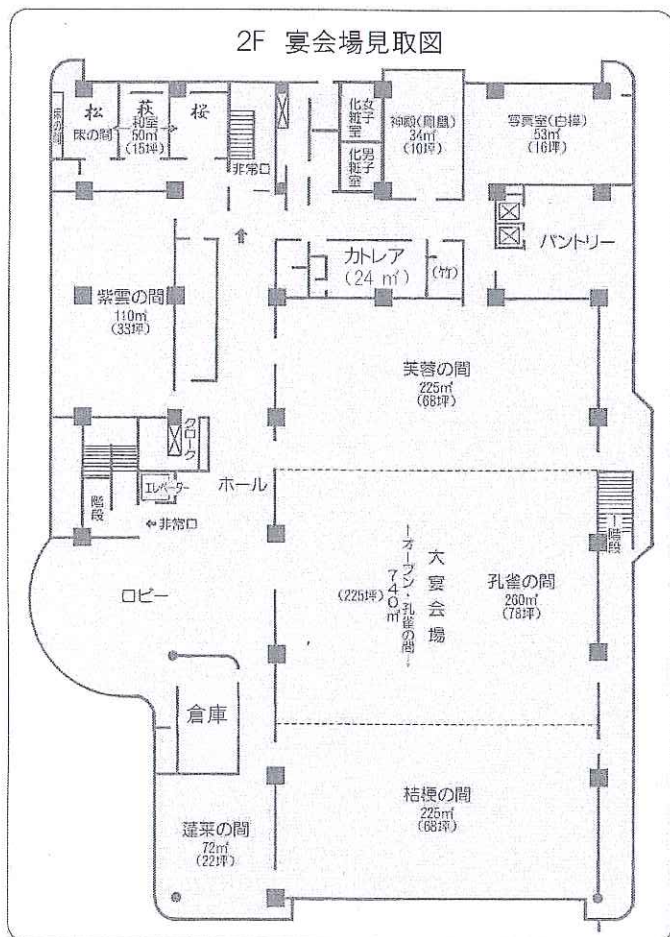 2F 宴会場見取図
床の間
松
床の間
萩
和室
50㎡
(15坪)
桜
非常口
女子
化粧室
男子
化粧室
神殿(鳳凰)
34㎡
(10坪)
写真室(白樺)
53㎡
(16坪)
パントリー
カトレア
(24㎡)
(竹)
紫雲の間
110㎡
(33坪)
芙蓉の間
225㎡
(68坪)
クローク
エレベーター
ホール
階段
←非常口
ロビー
大宴会場
ーオープン・孔雀の間ー
740㎡
(225坪)
孔雀の間
260㎡
(78坪)
階段
倉庫
桔梗の間
225㎡
(68坪)
蓬莱の間
72㎡
(22坪)